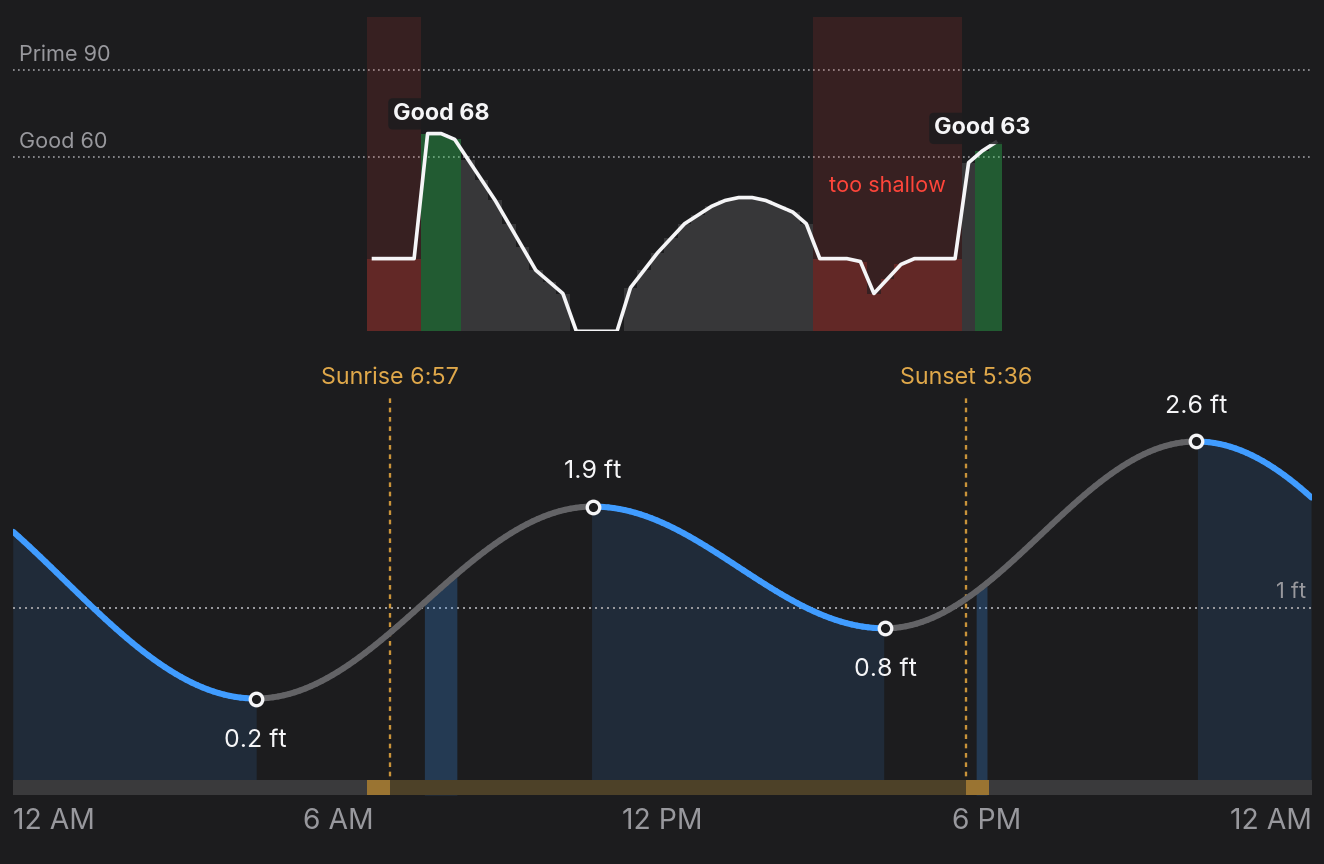 Prime 90
Good 68
Good 63
Good 60
too shallow
Sunrise 6:57
Sunset 5:36
2.6 ft
1.9 ft
1 ft
0.8 ft
0.2 ft
12 AM
6 AM
12 PM
6 PM
12 AM